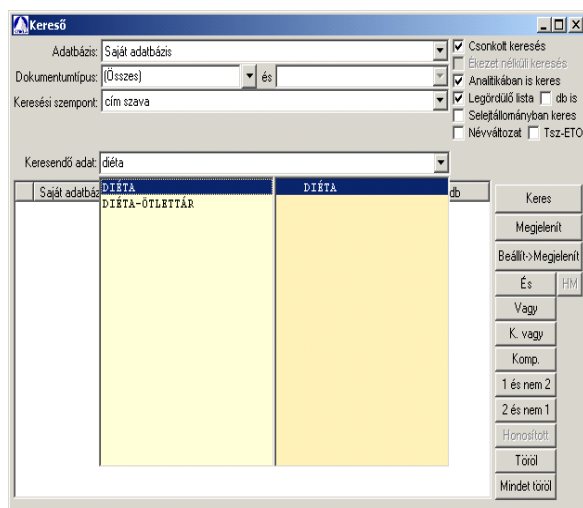 Kereső
Adatbázis: Saját adatbázis
Csonkolt keresés
Ékezet nélküli keresés
Dokumentumtípus: (Összes) és
Analitikában is keres
Keresési szempont: cím szava
Legördülő lista db is
Selejtállományban keres
Névváltozat Tsz-ETO
Keresendő adat: diéta
Saját adatbáz db
DIÉTA DIÉTA
DIÉTA-ÖTLETTÁR
Keres
Megjelenít
Beállít->Megjelenít
És HM
Vagy
K. vagy
Komp.
1 és nem 2
2 és nem 1
Honosított
Töröl
Mindet töröl